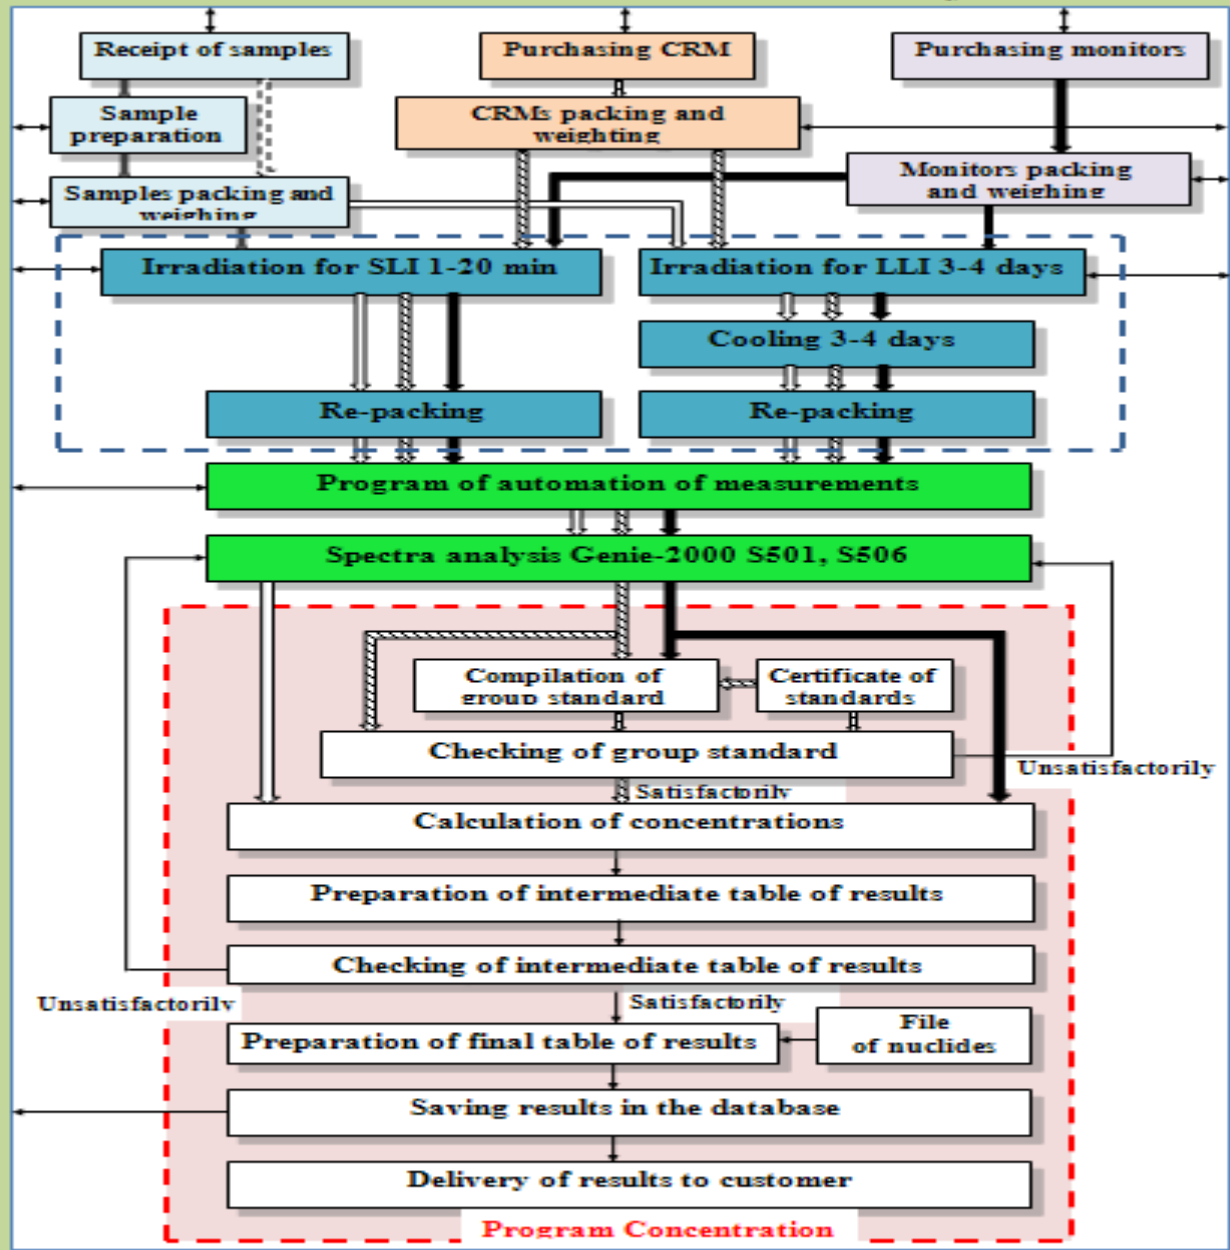 Receipt of samples
Purchasing CRM
Purchasing monitors
Sample
preparation
CRMs packing and
weighting
Monitors packing
and weighing
Samples packing and
weighing
Irradiation for SLI 1-20 min
Irradiation for LLI 3-4 days
Cooling 3-4 days
Re-packing
Re-packing
Program of automation of measurements
Spectra analysis Genie-2000 S501, S506
Compilation of
group standard
Certificate of
standards
Checking of group standard
Unsatisfactorily
Satisfactorily
Calculation of concentrations
Preparation of intermediate table of results
Checking of intermediate table of results
Unsatisfactorily
Satisfactorily
Preparation of final table of results
File
of nuclides
Saving results in the database
Delivery of results to customer
Program Concentration